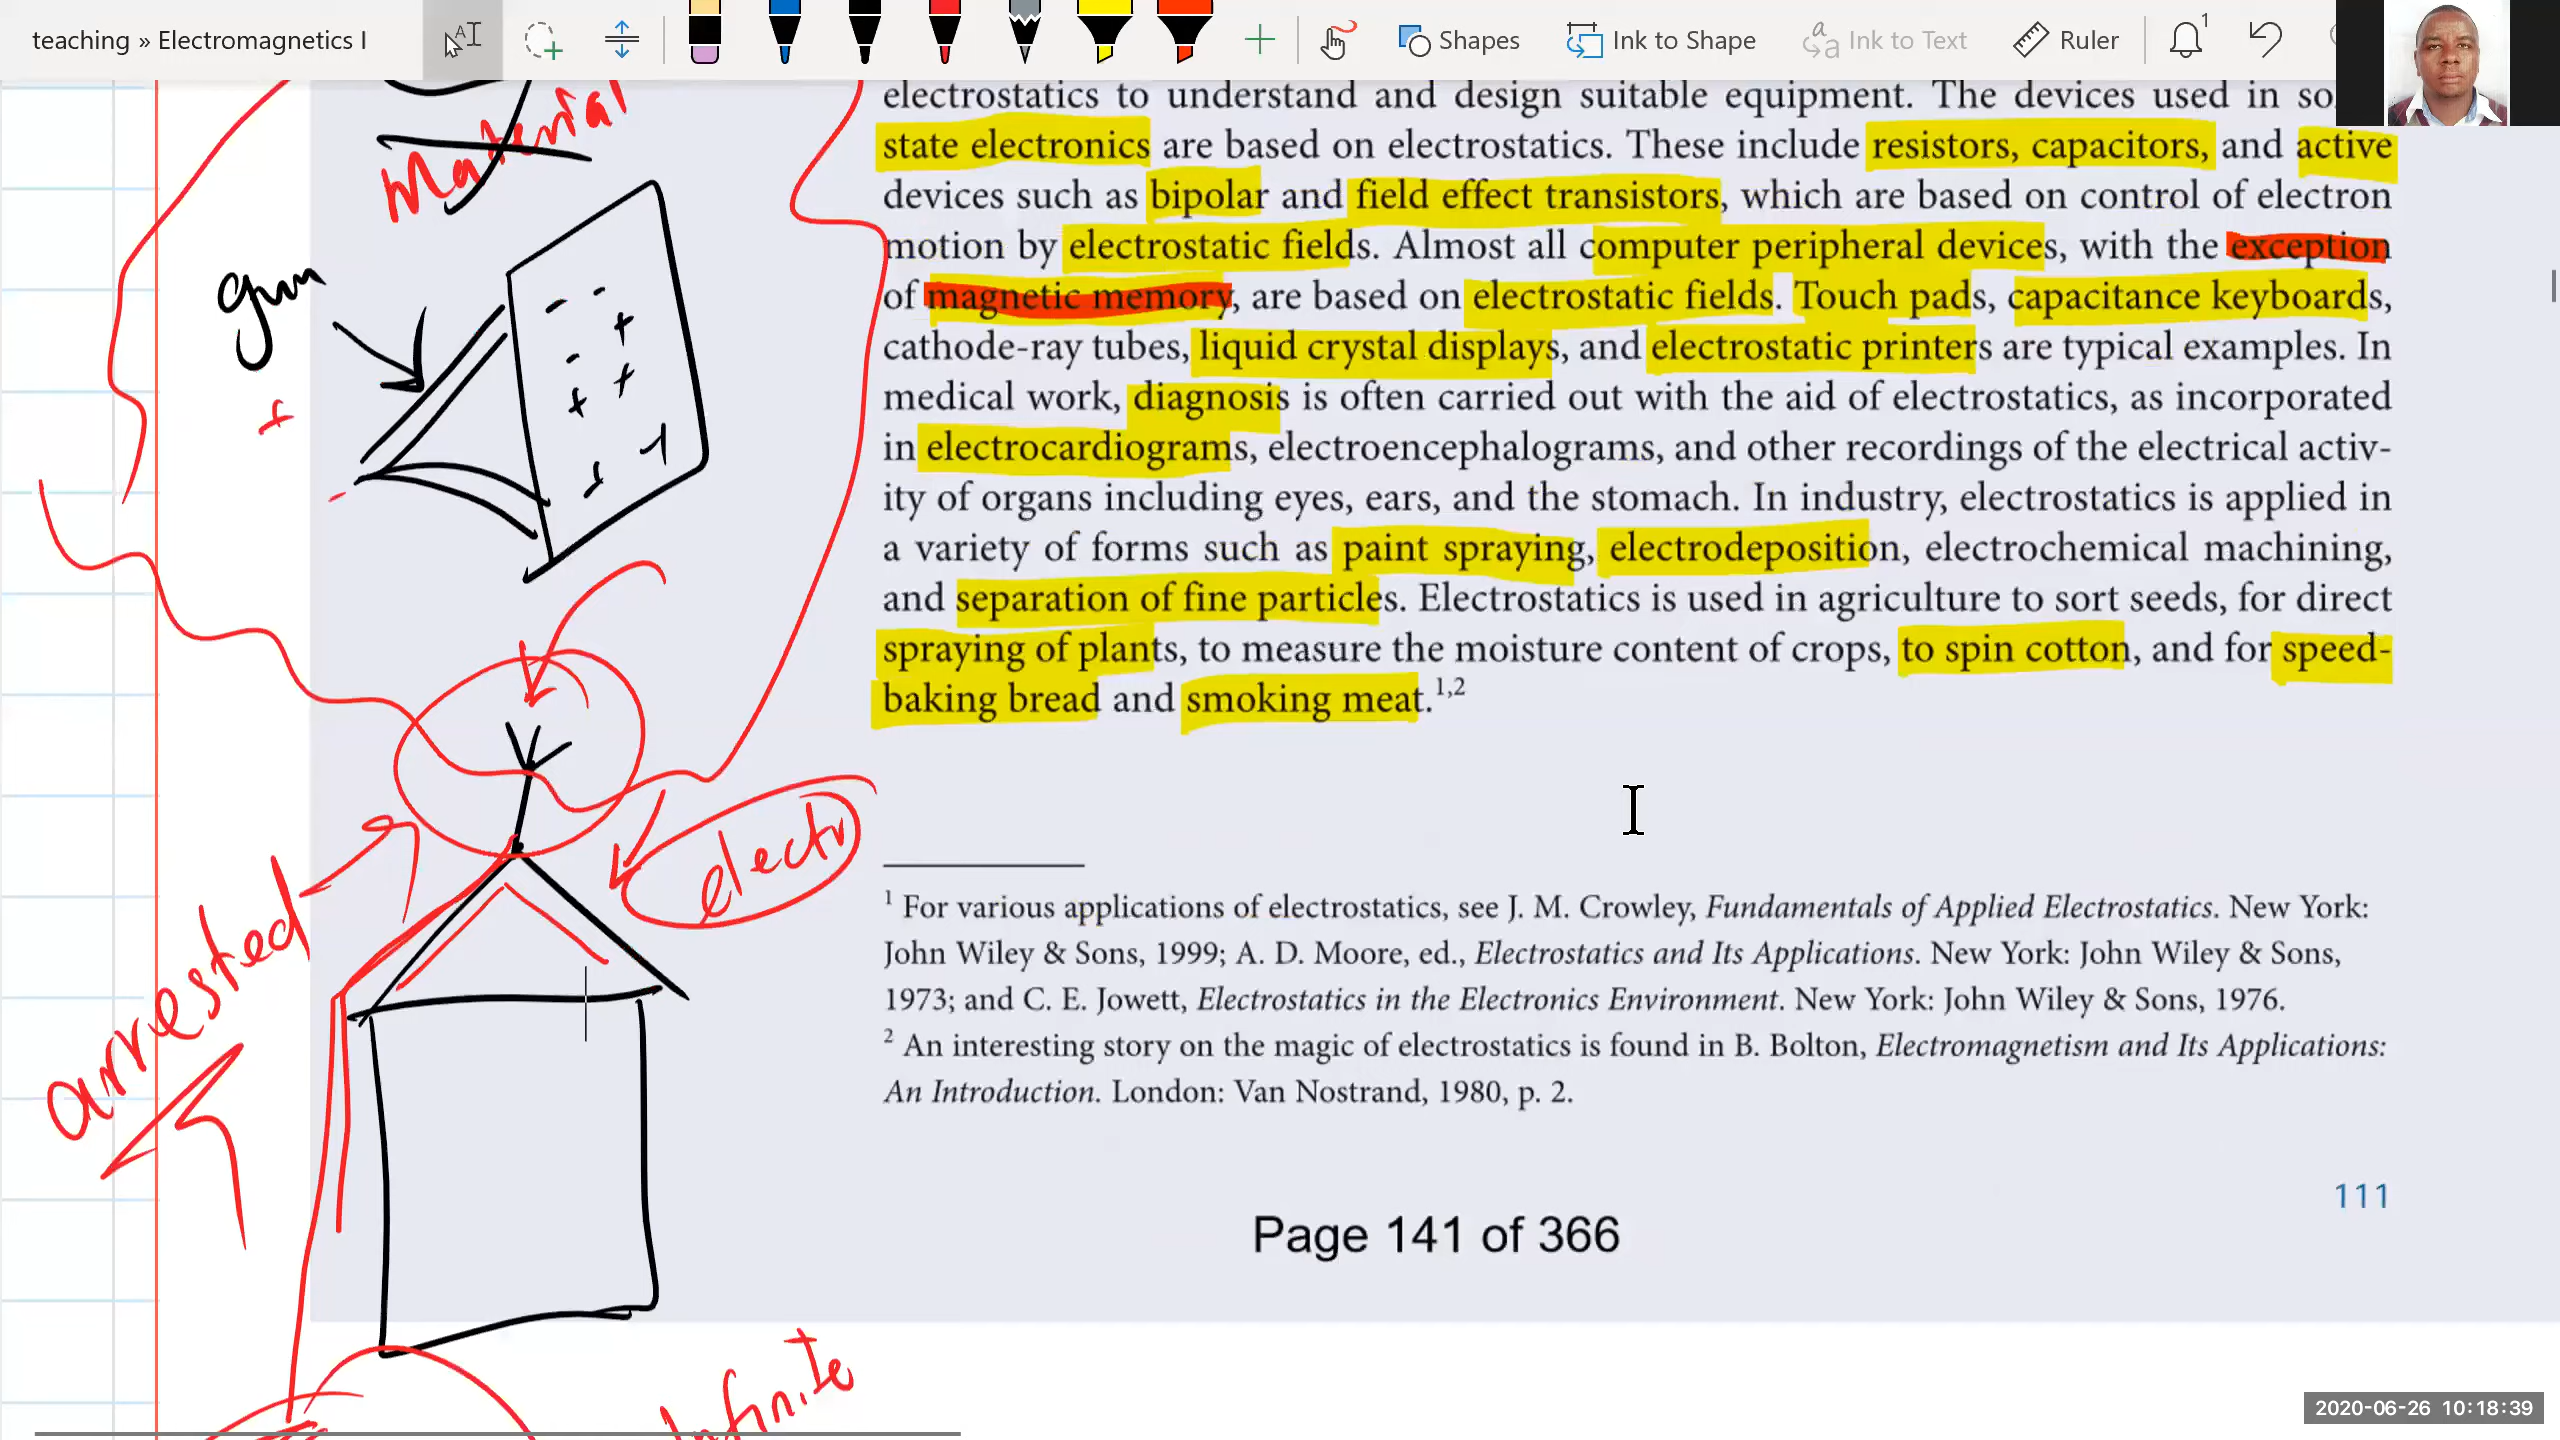 teaching » Electromagnetics I
Shapes
Ink to Shape
Ink to Text
Ruler
1
electrostatics to understand and design suitable equipment. The devices used in so
state electronics are based on electrostatics. These include resistors, capacitors, and active
devices such as bipolar and field effect transistors, which are based on control of electron
motion by electrostatic fields. Almost all computer peripheral devices, with the exception
of magnetic memory, are based on electrostatic fields. Touch pads, capacitance keyboards,
cathode-ray tubes, liquid crystal displays, and electrostatic printers are typical examples. In
medical work, diagnosis is often carried out with the aid of electrostatics, as incorporated
in electrocardiograms, electroencephalograms, and other recordings of the electrical activ-
ity of organs including eyes, ears, and the stomach. In industry, electrostatics is applied in
a variety of forms such as paint spraying, electrodeposition, electrochemical machining,
and separation of fine particles. Electrostatics is used in agriculture to sort seeds, for direct
spraying of plants, to measure the moisture content of crops, to spin cotton, and for speed-
baking bread and smoking meat.1,2
1 For various applications of electrostatics, see J. M. Crowley, Fundamentals of Applied Electrostatics. New York:
John Wiley & Sons, 1999; A. D. Moore, ed., Electrostatics and Its Applications. New York: John Wiley & Sons,
1973; and C. E. Jowett, Electrostatics in the Electronics Environment. New York: John Wiley & Sons, 1976.
2 An interesting story on the magic of electrostatics is found in B. Bolton, Electromagnetism and Its Applications:
An Introduction. London: Van Nostrand, 1980, p. 2.
111
Page 141 of 366
Material
gun
+
-
- -
+
-
+ +
+
+
electr
arrested
Infinite
2020-06-26 10:18:39